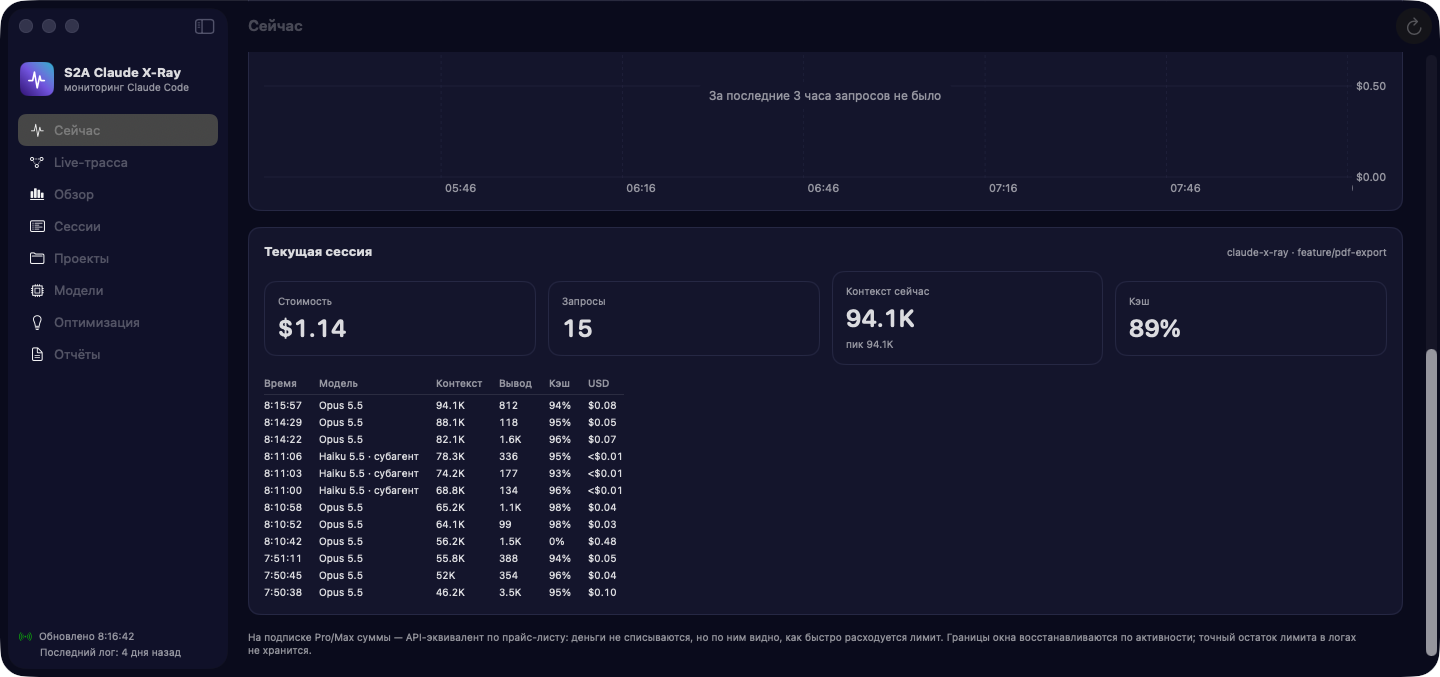 Сейчас
S2A Claude X-Ray
мониторинг Claude Code
Сейчас
Live-трасса
Обзор
Сессии
Проекты
Модели
Оптимизация
Отчёты
Обновлено 8:16:42
Последний лог: 4 дня назад
$0.50
За последние 3 часа запросов не было
$0.00
05:46 06:16 06:46 07:16 07:46
Текущая сессия
claude-x-ray · feature/pdf-export
Стоимость
$1.14
Запросы
15
Контекст сейчас
94.1K
пик 94.1K
Кэш
89%
Время Модель Контекст Вывод Кэш USD
8:15:57 Opus 5.5 94.1K 812 94% $0.08
8:14:29 Opus 5.5 88.1K 118 95% $0.05
8:14:22 Opus 5.5 82.1K 1.6K 96% $0.07
8:11:06 Haiku 5.5 · субагент 78.3K 336 95% <$0.01
8:11:03 Haiku 5.5 · субагент 74.2K 177 93% <$0.01
8:11:00 Haiku 5.5 · субагент 68.8K 134 96% <$0.01
8:10:58 Opus 5.5 65.2K 1.1K 98% $0.04
8:10:52 Opus 5.5 64.1K 99 98% $0.03
8:10:42 Opus 5.5 56.2K 1.5K 0% $0.48
7:51:11 Opus 5.5 55.8K 388 94% $0.05
7:50:45 Opus 5.5 52K 354 96% $0.04
7:50:38 Opus 5.5 46.2K 3.5K 95% $0.10
На подписке Pro/Max суммы — API-эквивалент по прайс-листу: деньги не списываются, но по ним видно, как быстро расходуется лимит. Границы окна восстанавливаются по активности; точный остаток лимита в логах
не хранится.